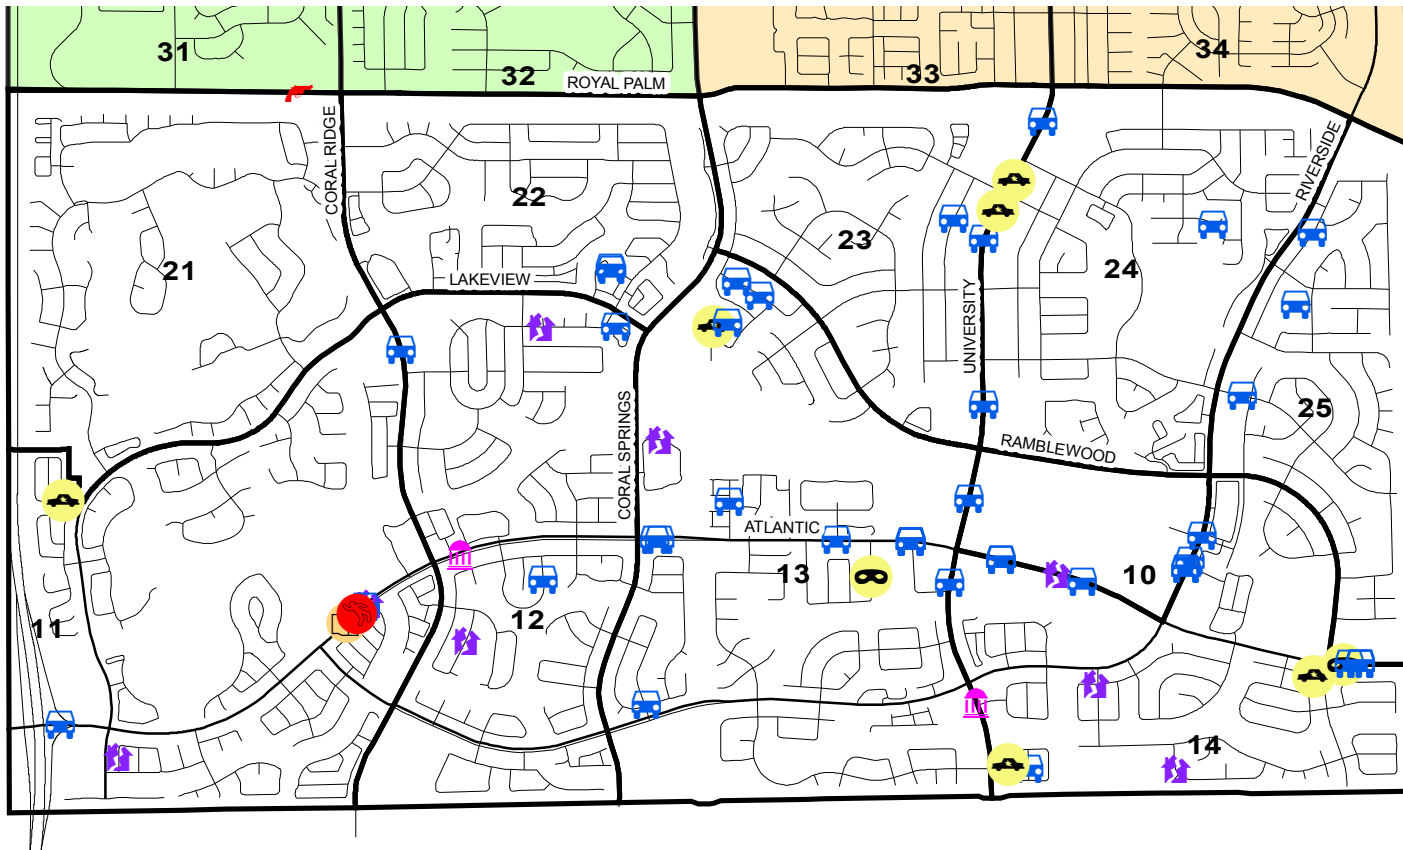 31
34
32
33
ROYAL PALM
CORAL RIDGE
RIVERSIDE
22
23
21
24
LAKEVIEW
UNIVERSITY
CORAL SPRINGS
25
RAMBLEWOOD
ATLANTIC
13
10
11
12
14